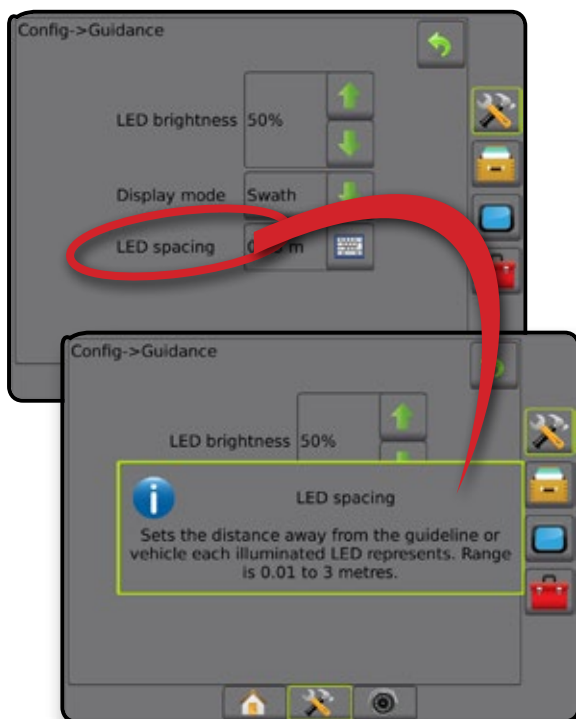 Config->Guidance
LED brightness 50%
Display mode Swath
LED spacing m
Config->Guidance
LED brightness 50%
i
LED spacing
Sets the distance away from the guideline or
vehicle each illuminated LED represents. Range
is 0.01 to 3 metres.